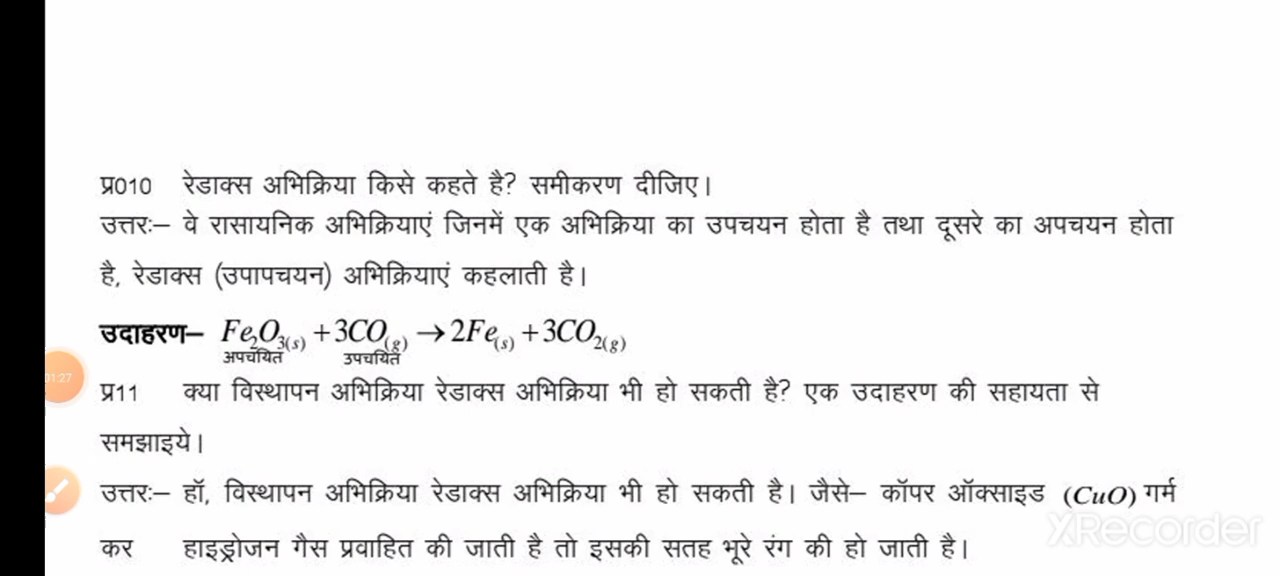 प्र010 रेडाक्स अभिक्रिया किसे कहते है? समीकरण दीजिए।
उत्तरः– वे रासायनिक अभिक्रियाएं जिनमें एक अभिक्रिया का उपचयन होता है तथा दूसरे का अपचयन होता
है, रेडाक्स (उपापचयन) अभिक्रियाएं कहलाती है।
उदाहरण– Fe₂O₃(s) + 3CO(g) → 2Fe(s) + 3CO₂(g)
अपचयित उपचयित
01:27
प्र11 क्या विस्थापन अभिक्रिया रेडाक्स अभिक्रिया भी हो सकती है? एक उदाहरण की सहायता से
समझाइये।
उत्तरः– हॉ, विस्थापन अभिक्रिया रेडाक्स अभिक्रिया भी हो सकती है। जैसे– कॉपर ऑक्साइड (CuO) गर्म
कर हाइड्रोजन गैस प्रवाहित की जाती है तो इसकी सतह भूरे रंग की हो जाती है।
XRecorder